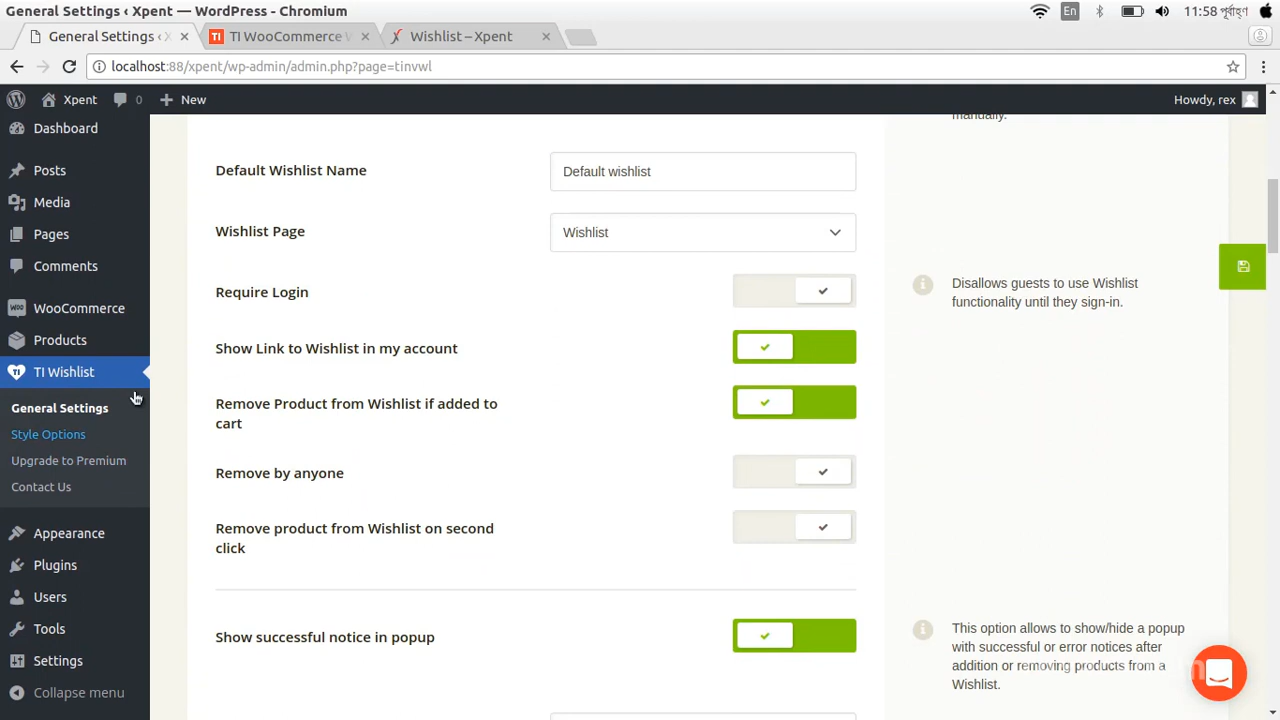 General Settings ‹ Xpent — WordPress - Chromium
En
11:58 পূর্বাহ্ণ
General Settings ‹ X
TI WooCommerce W
Wishlist – Xpent
localhost:88/xpent/wp-admin/admin.php?page=tinvwl
Xpent
0
New
Howdy, rex
Dashboard
Posts
Media
Pages
Comments
WooCommerce
Products
TI Wishlist
General Settings
Style Options
Upgrade to Premium
Contact Us
Appearance
Plugins
Users
Tools
Settings
Collapse menu
manually.
Default Wishlist Name
Default wishlist
Wishlist Page
Wishlist
Require Login
Disallows guests to use Wishlist
functionality until they sign-in.
Show Link to Wishlist in my account
Remove Product from Wishlist if added to
cart
Remove by anyone
Remove product from Wishlist on second
click
Show successful notice in popup
This option allows to show/hide a popup
with successful or error notices after
addition or removing products from a
Wishlist.